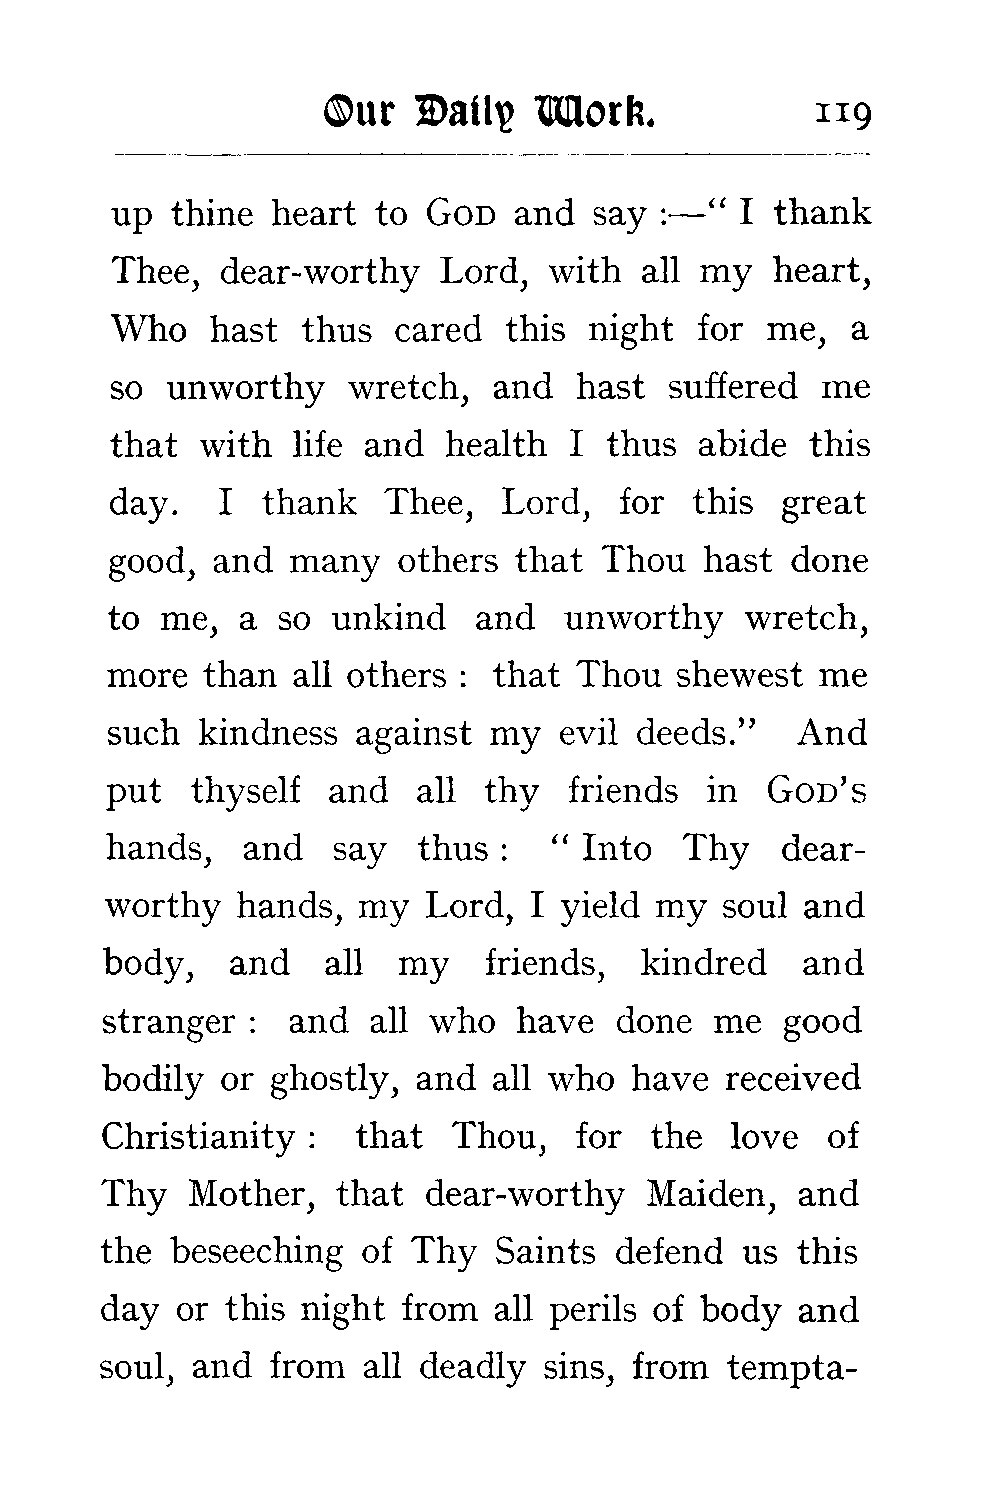 Our Daily Work. 119
up thine heart to GOD and say :—“ I thank
Thee, dear-worthy Lord, with all my heart,
Who hast thus cared this night for me, a
so unworthy wretch, and hast suffered me
that with life and health I thus abide this
day. I thank Thee, Lord, for this great
good, and many others that Thou hast done
to me, a so unkind and unworthy wretch,
more than all others : that Thou shewest me
such kindness against my evil deeds.” And
put thyself and all thy friends in GOD’S
hands, and say thus : “ Into Thy dear-
worthy hands, my Lord, I yield my soul and
body, and all my friends, kindred and
stranger : and all who have done me good
bodily or ghostly, and all who have received
Christianity : that Thou, for the love of
Thy Mother, that dear-worthy Maiden, and
the beseeching of Thy Saints defend us this
day or this night from all perils of body and
soul, and from all deadly sins, from tempta-